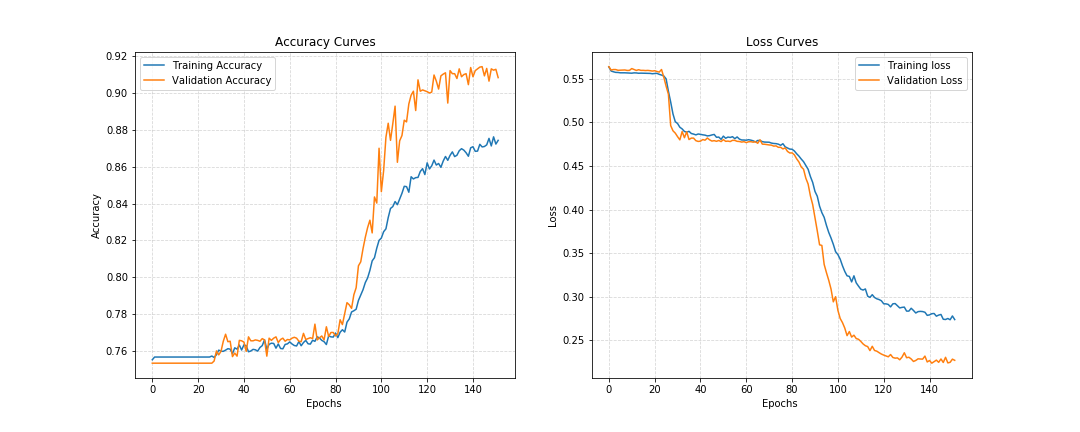 Accuracy Curves
Training Accuracy
Validation Accuracy
0.92
0.90
0.88
0.86
0.84
0.82
0.80
0.78
0.76
Accuracy
0 20 40 60 80 100 120 140
Epochs
Loss Curves
Training loss
Validation Loss
0.55
0.50
0.45
0.40
0.35
0.30
0.25
Loss
0 20 40 60 80 100 120 140
Epochs